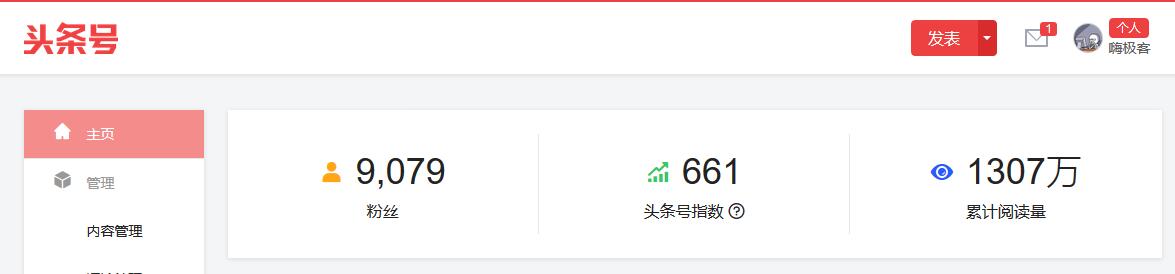 头条号
发表
1
个人
嗨极客
主页
管理
内容管理
9,079
粉丝
661
头条号指数
1307万
累计阅读量